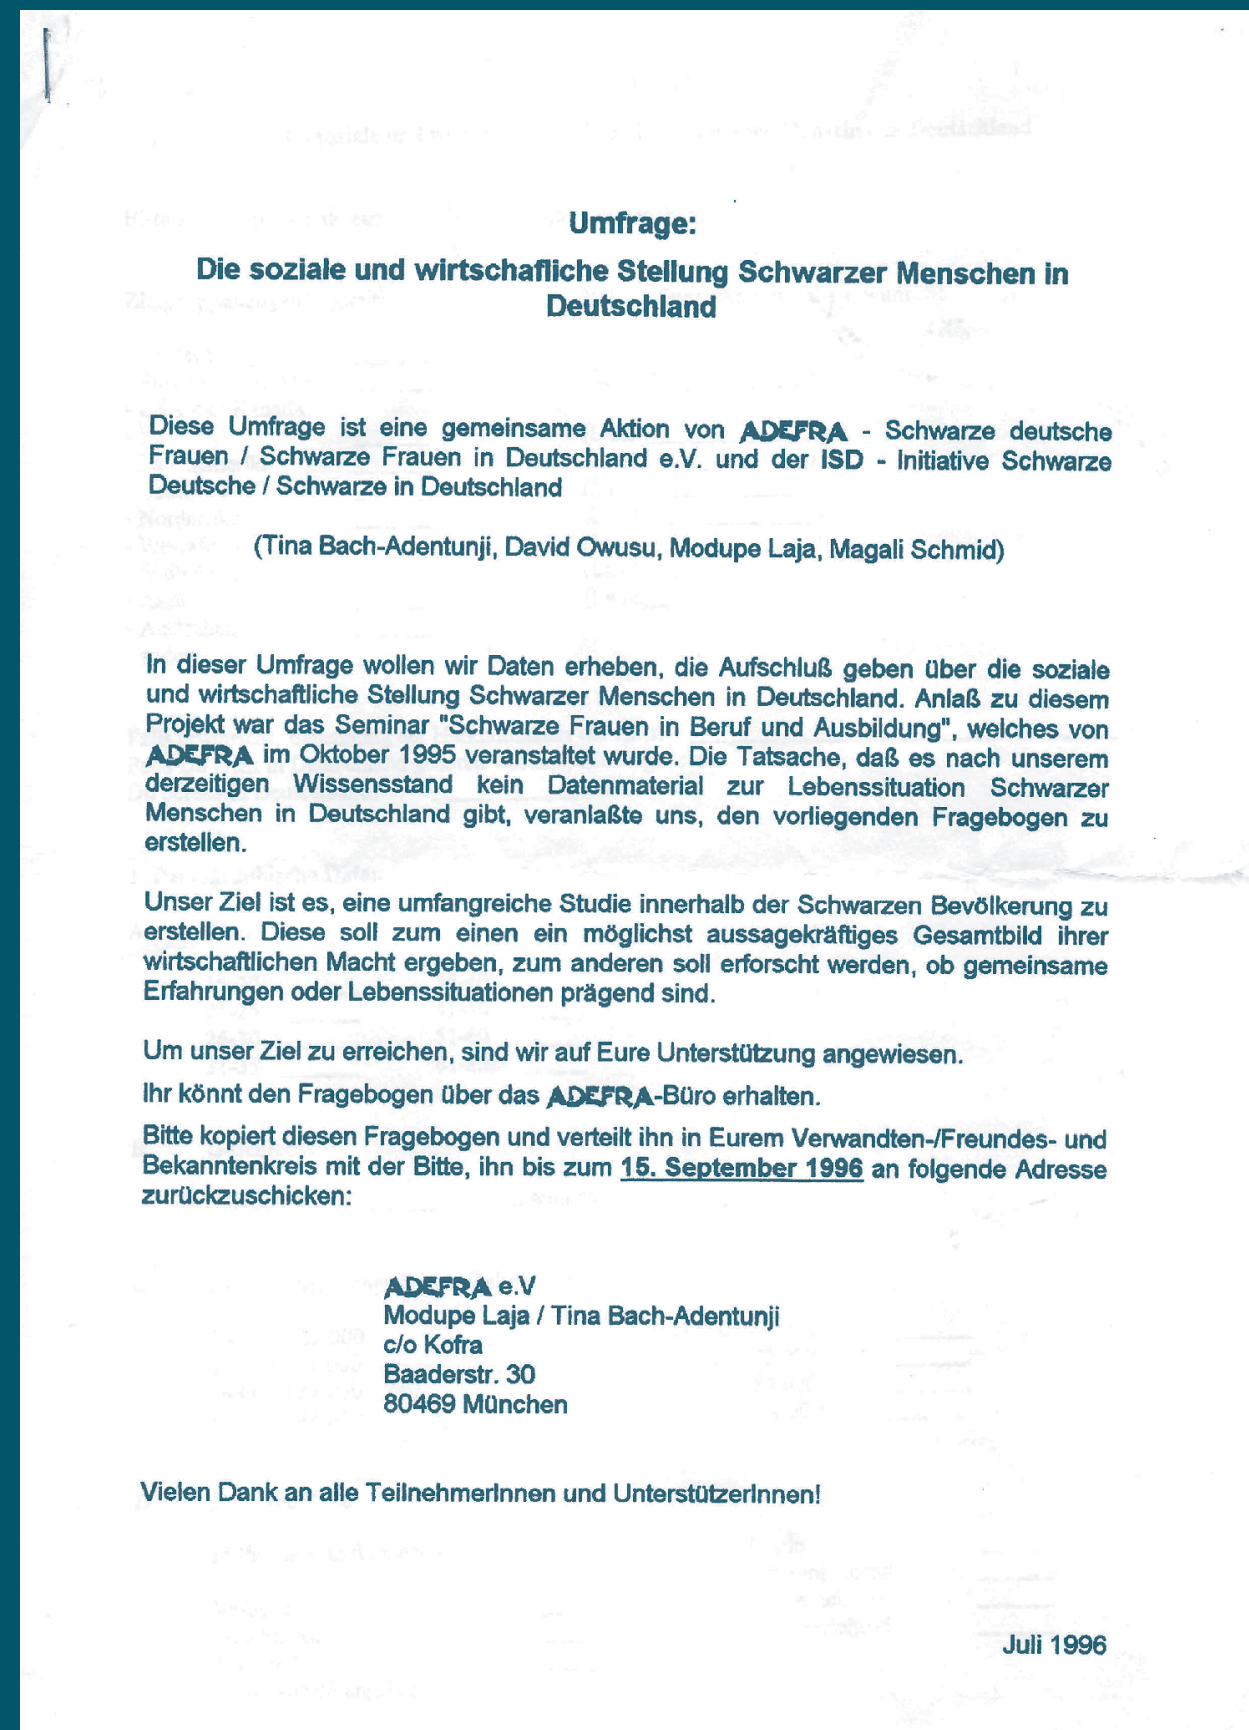 Umfrage:
Die soziale und wirtschafliche Stellung Schwarzer Menschen in
Deutschland
Diese Umfrage ist eine gemeinsame Aktion von ADEFRA - Schwarze deutsche
Frauen / Schwarze Frauen in Deutschland e.V. und der ISD - Initiative Schwarze
Deutsche / Schwarze in Deutschland
(Tina Bach-Adentunji, David Owusu, Modupe Laja, Magali Schmid)
In dieser Umfrage wollen wir Daten erheben, die Aufschluß geben über die soziale
und wirtschaftliche Stellung Schwarzer Menschen in Deutschland. Anlaß zu diesem
Projekt war das Seminar "Schwarze Frauen in Beruf und Ausbildung", welches von
ADEFRA im Oktober 1995 veranstaltet wurde. Die Tatsache, daß es nach unserem
derzeitigen Wissensstand kein Datenmaterial zur Lebenssituation Schwarzer
Menschen in Deutschland gibt, veranlaßte uns, den vorliegenden Fragebogen zu
erstellen.
Unser Ziel ist es, eine umfangreiche Studie innerhalb der Schwarzen Bevölkerung zu
erstellen. Diese soll zum einen ein möglichst aussagekräftiges Gesamtbild ihrer
wirtschaftlichen Macht ergeben, zum anderen soll erforscht werden, ob gemeinsame
Erfahrungen oder Lebenssituationen prägend sind.
Um unser Ziel zu erreichen, sind wir auf Eure Unterstützung angewiesen.
Ihr könnt den Fragebogen über das ADEFRA-Büro erhalten.
Bitte kopiert diesen Fragebogen und verteilt ihn in Eurem Verwandten-/Freundes- und
Bekanntenkreis mit der Bitte, ihn bis zum 15. September 1996 an folgende Adresse
zurückzuschicken:
ADEFRA e.V
Modupe Laja / Tina Bach-Adentunji
c/o Kofra
Baaderstr. 30
80469 München
Vielen Dank an alle TeilnehmerInnen und UnterstützerInnen!
Juli 1996